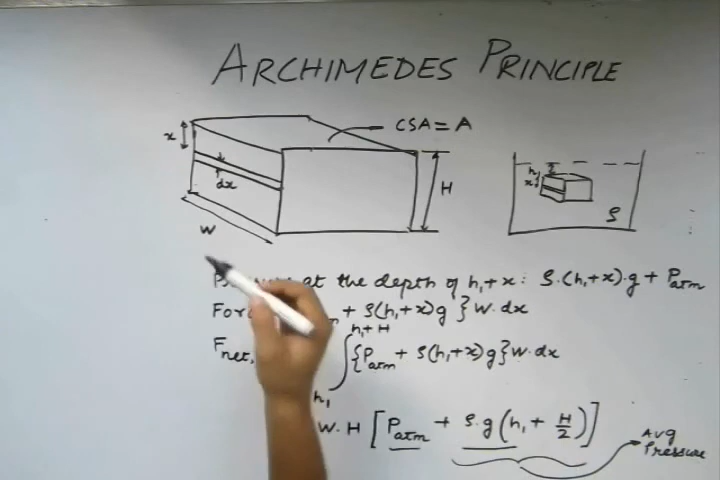 ARCHIMEDES PRINCIPLE
x
CSA = A
dx
H
W
h₁
x
ρ
at the depth of h₁+x : ρ.(h₁+x).g + Patm
+ ρ(h₁+x)g } W.dx
Fnet,
h₁+H
∫ {Patm + ρ(h₁+x)g} W.dx
h₁
W.H [Patm + ρ.g (h₁ + H/2)]
AVG
PRESSURE